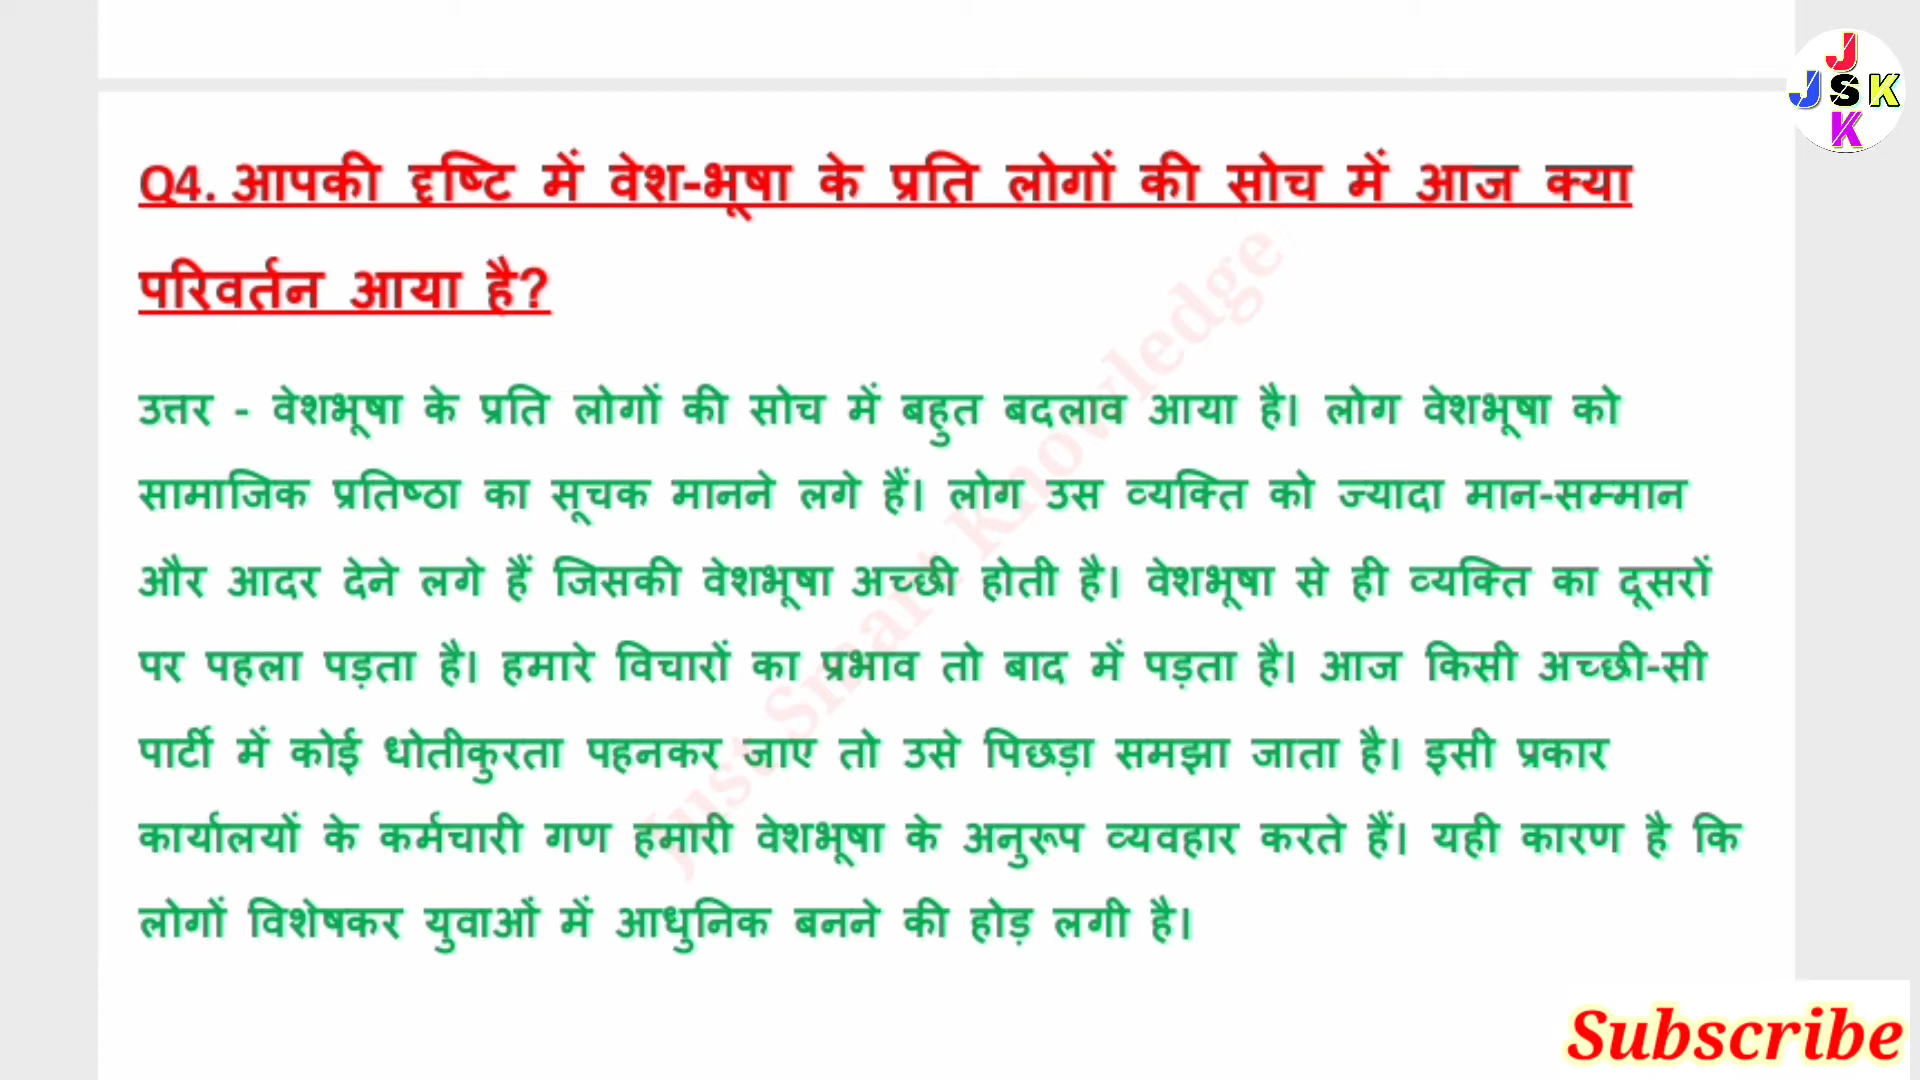 J
J S K
K
Q4. आपकी दृष्टि में वेश-भूषा के प्रति लोगों की सोच में आज क्या
परिवर्तन आया है?
उत्तर - वेशभूषा के प्रति लोगों की सोच में बहुत बदलाव आया है। लोग वेशभूषा को
सामाजिक प्रतिष्ठा का सूचक मानने लगे हैं। लोग उस व्यक्ति को ज्यादा मान-सम्मान
और आदर देने लगे हैं जिसकी वेशभूषा अच्छी होती है। वेशभूषा से ही व्यक्ति का दूसरों
पर पहला पड़ता है। हमारे विचारों का प्रभाव तो बाद में पड़ता है। आज किसी अच्छी-सी
पार्टी में कोई धोतीकुरता पहनकर जाए तो उसे पिछड़ा समझा जाता है। इसी प्रकार
कार्यालयों के कर्मचारी गण हमारी वेशभूषा के अनुरूप व्यवहार करते हैं। यही कारण है कि
लोगों विशेषकर युवाओं में आधुनिक बनने की होड़ लगी है।
Just Smart Knowledge
Subscribe